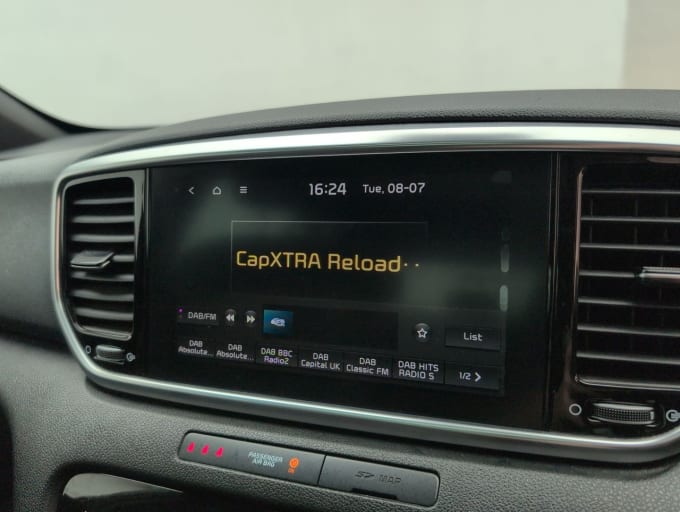 16:24 Tue, 08-07
CapXTRA Reload··
DAB/FM
List
DAB Absolute...
DAB Absolute...
DAB BBC Radio2
DAB Capital UK
DAB Classic FM
DAB HITS RADIO S
1/2
PASSENGER
AIR BAG
SD MAP